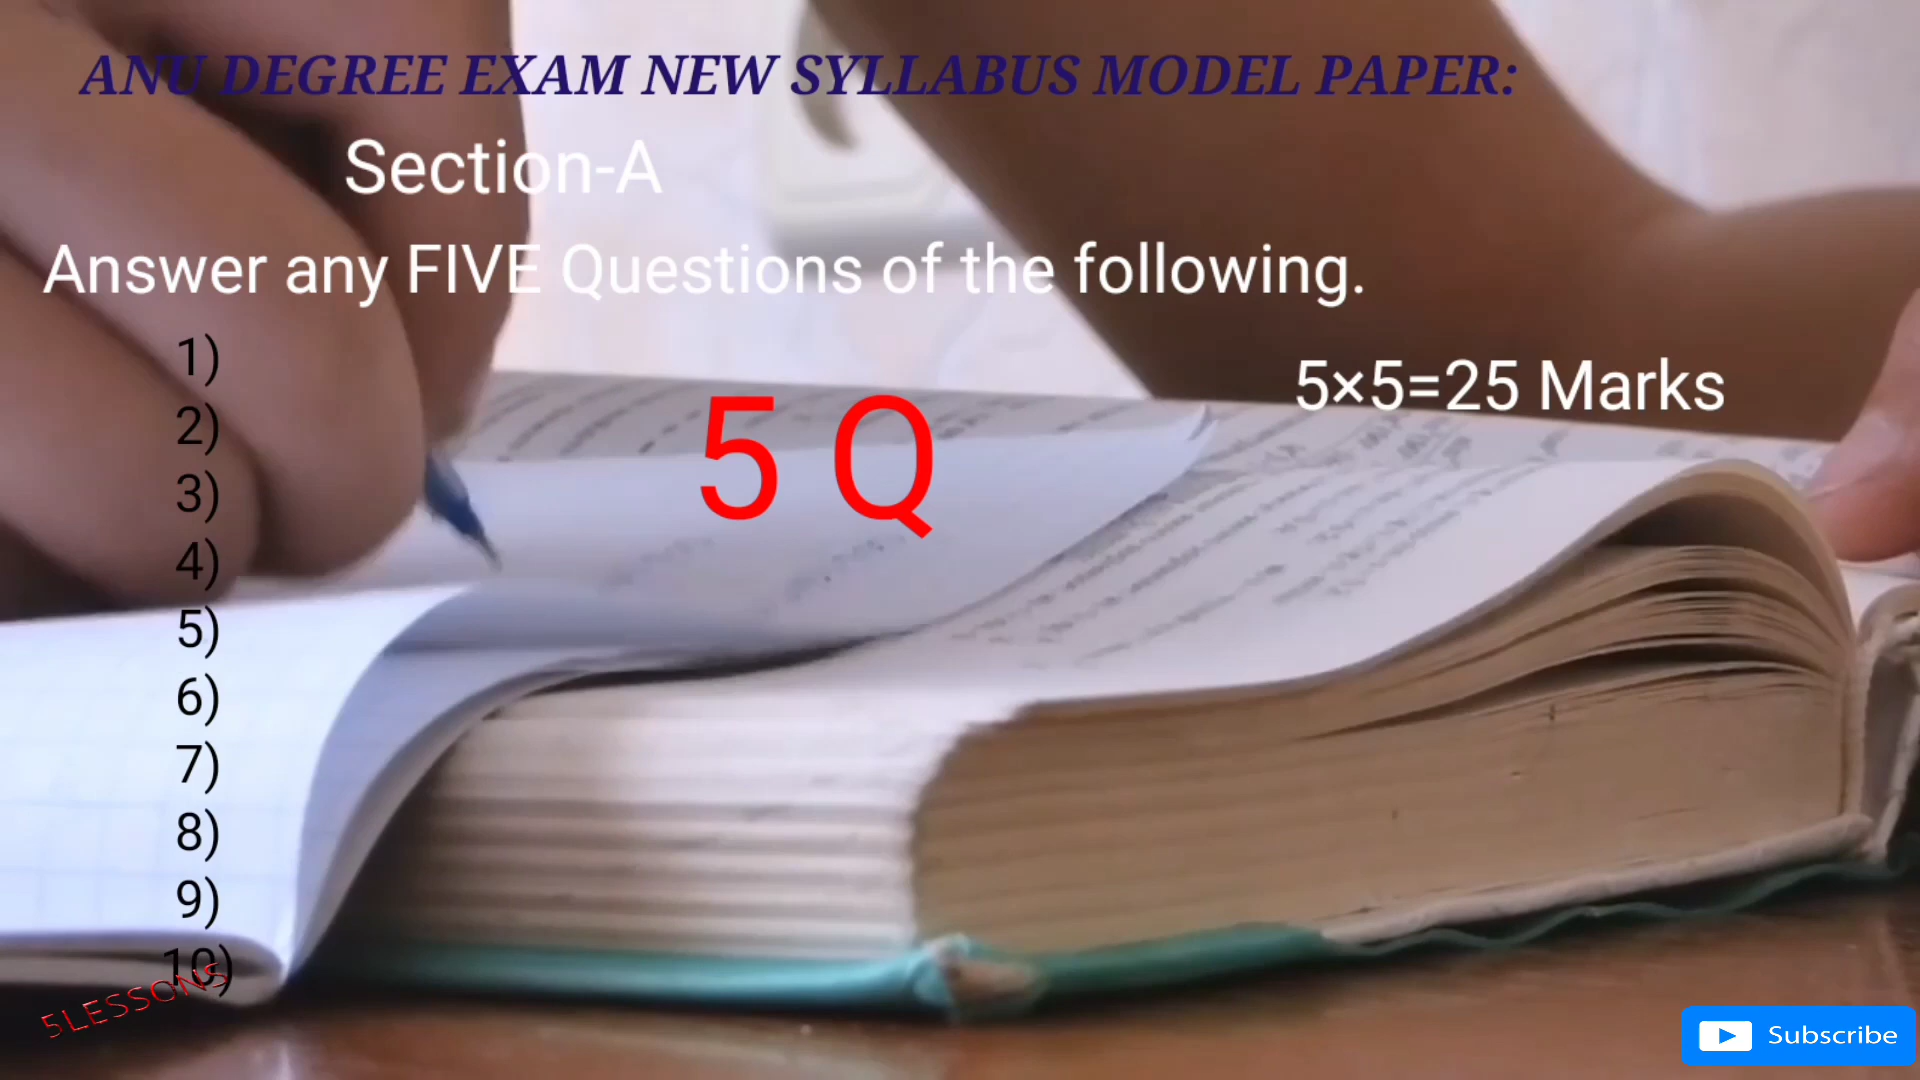 ANU DEGREE EXAM NEW SYLLABUS MODEL PAPER:
Section-A
Answer any FIVE Questions of the following.
1)
5×5=25 Marks
2)
5 Q
3)
4)
5)
6)
7)
8)
9)
10)
5LESSONS
Subscribe